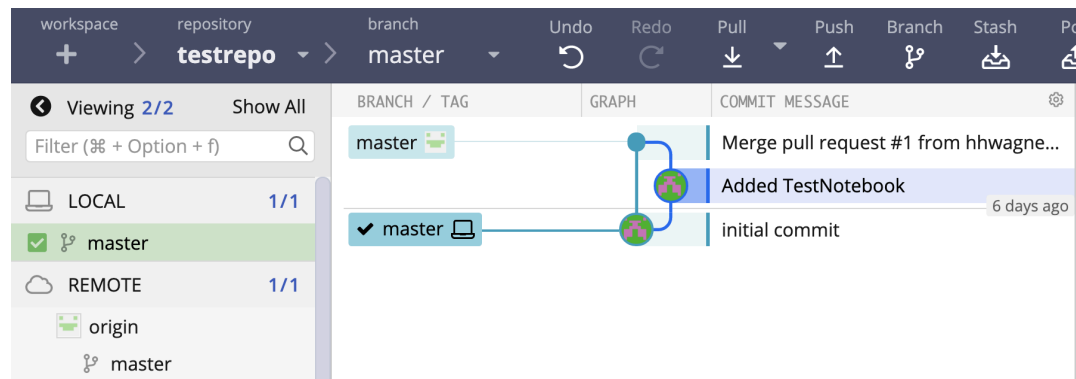 workspace repository branch Undo Redo Pull Push Branch Stash
testrepo master
Viewing 2/2 Show All
Filter (⌘ + Option + f)
LOCAL 1/1
master
REMOTE 1/1
origin
master
BRANCH / TAG GRAPH COMMIT MESSAGE
master Merge pull request #1 from hhwagne...
Added TestNotebook
6 days ago
master initial commit